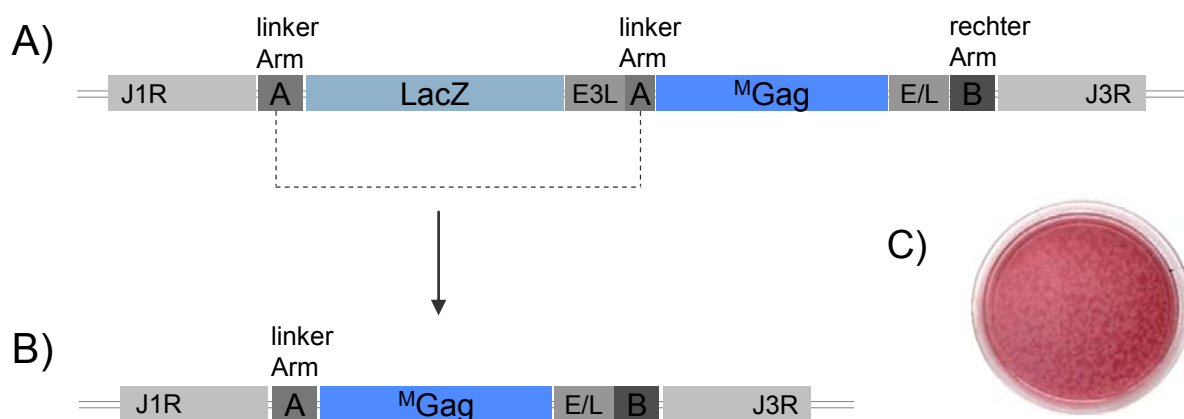 A)
linker
Arm
linker
Arm
rechter
Arm
J1R A LacZ E3L A ᴹGag E/L B J3R
C)
B)
linker
Arm
J1R A ᴹGag E/L B J3R